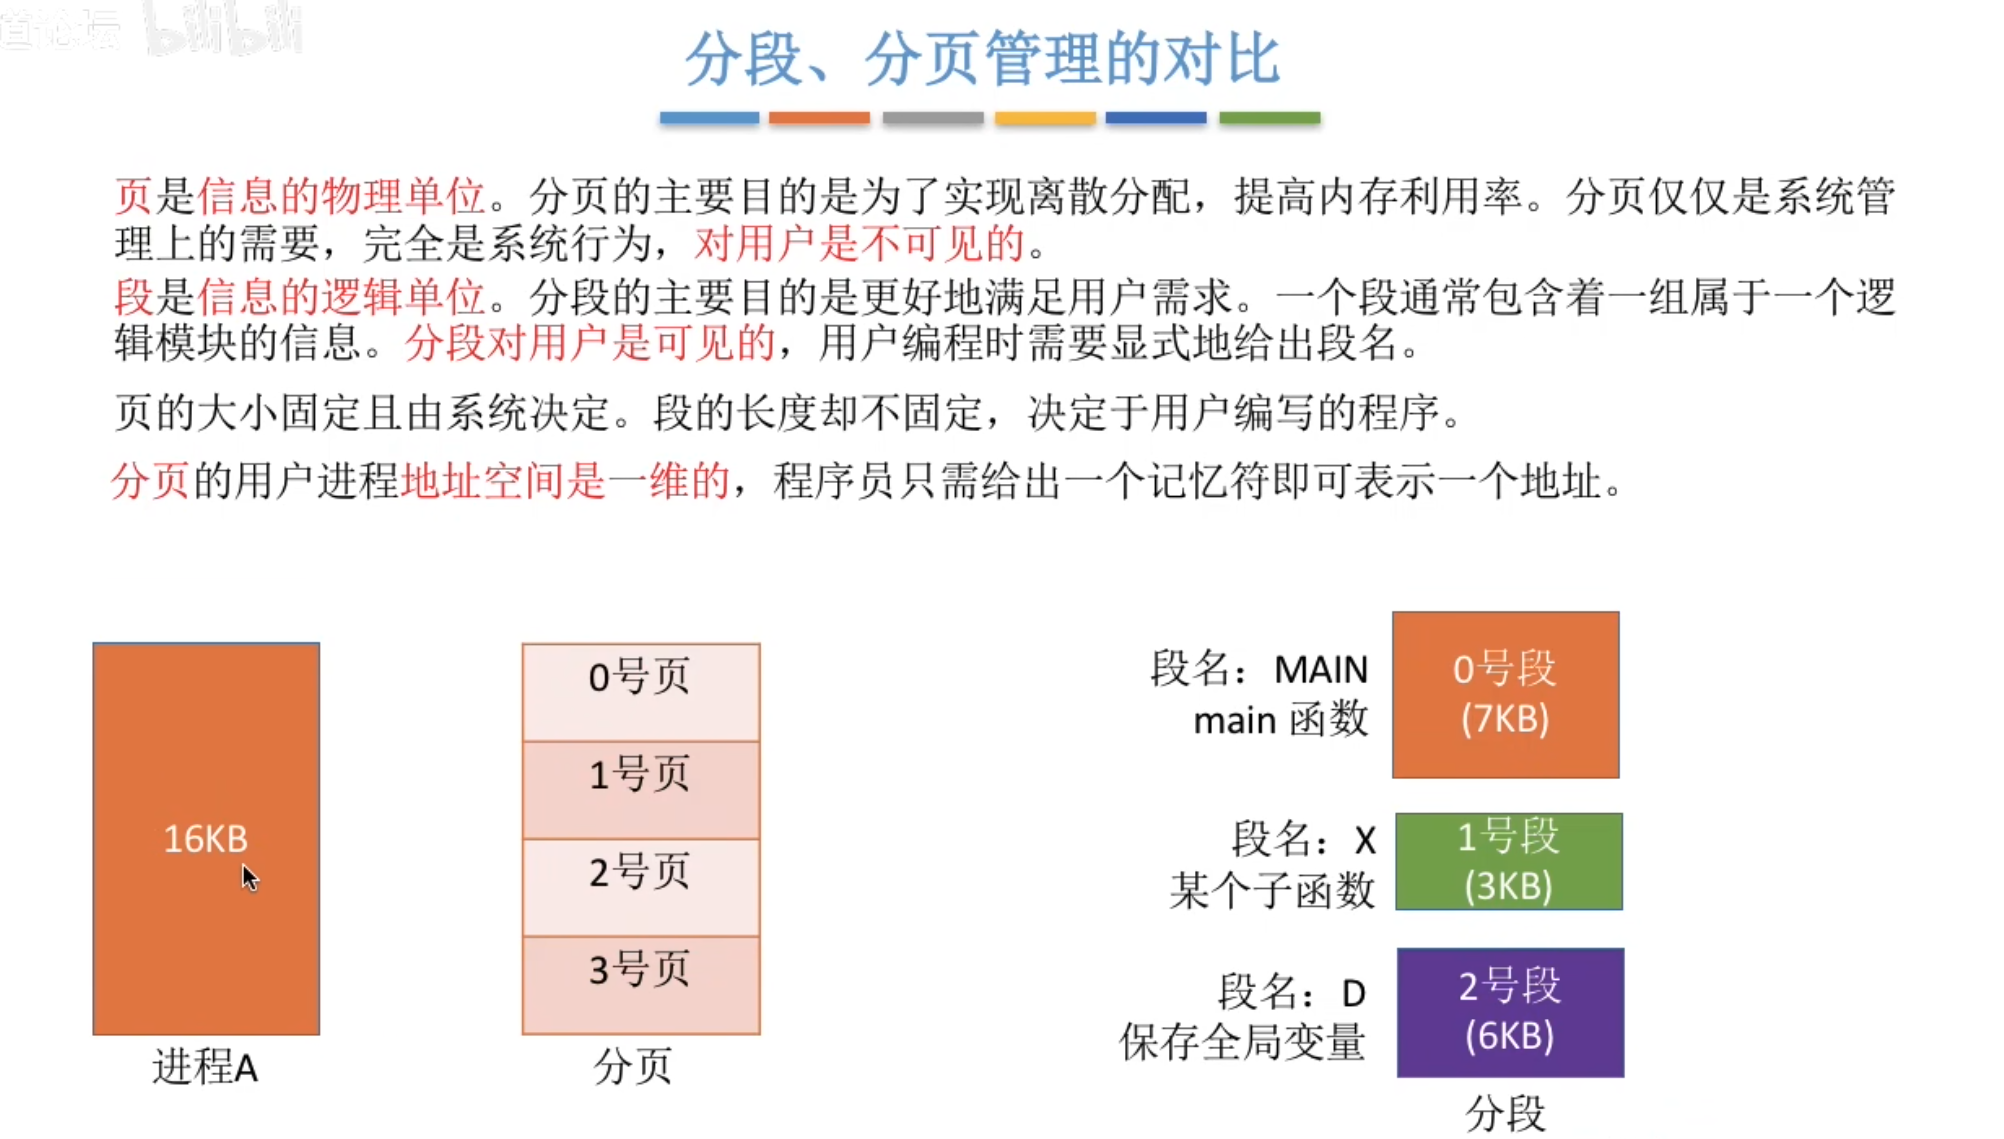 bilibili
分段、分页管理的对比
页是信息的物理单位。分页的主要目的是为了实现离散分配，提高内存利用率。分页仅仅是系统管
理上的需要，完全是系统行为，对用户是不可见的。
段是信息的逻辑单位。分段的主要目的是更好地满足用户需求。一个段通常包含着一组属于一个逻
辑模块的信息。分段对用户是可见的，用户编程时需要显式地给出段名。
页的大小固定且由系统决定。段的长度却不固定，决定于用户编写的程序。
分页的用户进程地址空间是一维的，程序员只需给出一个记忆符即可表示一个地址。
16KB
进程A
0号页
1号页
2号页
3号页
分页
段名：MAIN
main 函数
0号段
(7KB)
段名：X
某个子函数
1号段
(3KB)
段名：D
保存全局变量
2号段
(6KB)
分段